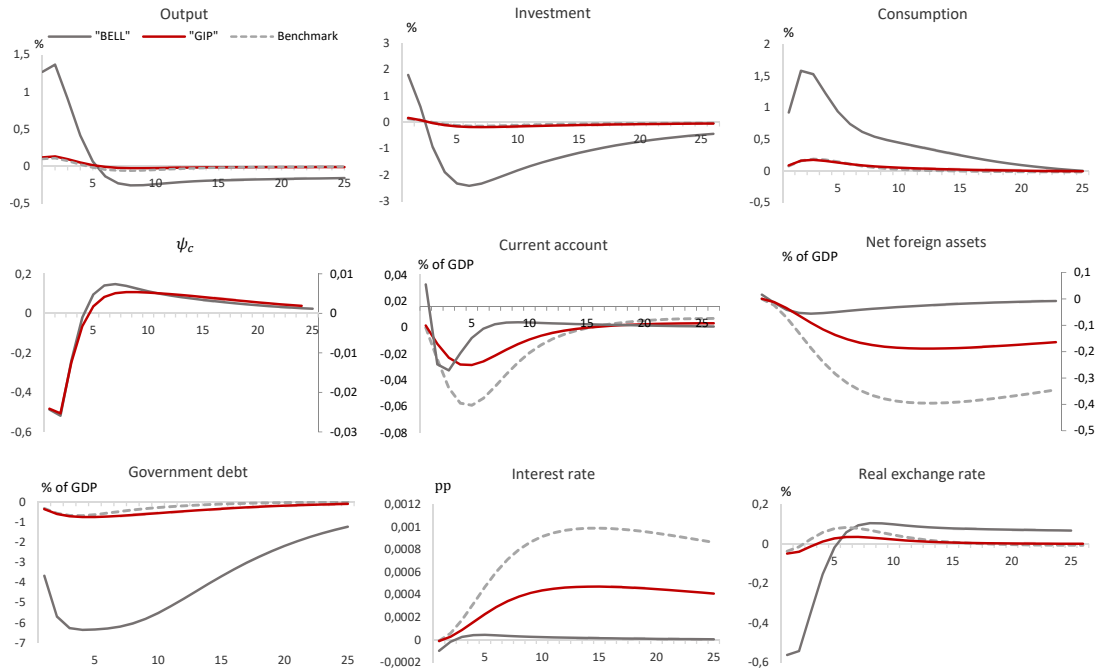 Output
%
"BELL" "GIP" Benchmark
1,5
1
0,5
0
-0,5
5 10 15 20 25
Investment
%
3
2
1
0
-1
-2
-3
5 10 15 20 25
Consumption
%
2
1,5
1
0,5
0
-0,5
5 10 15 20 25
ψc
0,2
0,0
-0,2
-0,4
-0,6
5 10 15 20 25
0,01
0,00
-0,01
-0,02
-0,03
Current account
% of GDP
0,04
0,02
0
-0,02
-0,04
-0,06
-0,08
5 10 15 20 25
Net foreign assets
% of GDP
5 10 15 20 25
0,1
0
-0,1
-0,2
-0,3
-0,4
-0,5
Government debt
% of GDP
0
-1
-2
-3
-4
-5
-6
-7
5 10 15 20 25
Interest rate
pp
0,0012
0,001
0,0008
0,0006
0,0004
0,0002
0
-0,0002
5 10 15 20 25
Real exchange rate
%
0,2
0
-0,2
-0,4
-0,6
5 10 15 20 25